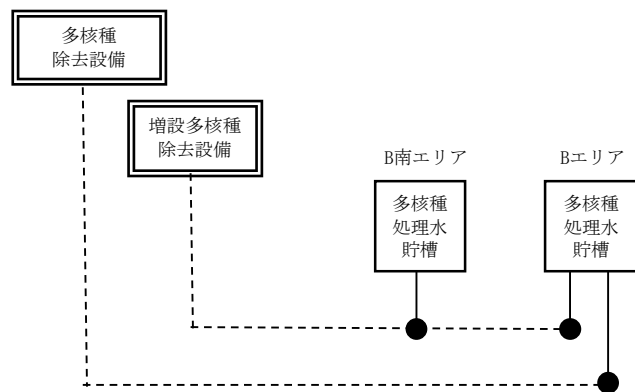 多核種
除去設備
増設多核種
除去設備
B南エリア
Bエリア
多核種
処理水
貯槽
多核種
処理水
貯槽